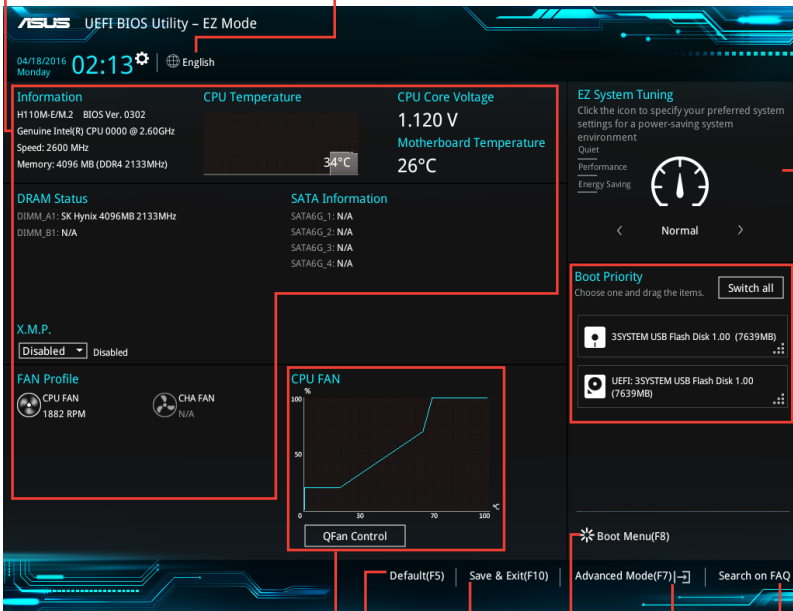 ASUS UEFI BIOS Utility – EZ Mode
04/18/2016
Monday
02:13
English
Information
H110M-E/M.2 BIOS Ver. 0302
Genuine Intel(R) CPU 0000 @ 2.60GHz
Speed: 2600 MHz
Memory: 4096 MB (DDR4 2133MHz)
CPU Temperature
34°C
CPU Core Voltage
1.120 V
Motherboard Temperature
26°C
EZ System Tuning
Click the icon to specify your preferred system
settings for a power-saving system
environment
Quiet
Performance
Energy Saving
< Normal >
DRAM Status
DIMM_A1: SK Hynix 4096MB 2133MHz
DIMM_B1: N/A
SATA Information
SATA6G_1: N/A
SATA6G_2: N/A
SATA6G_3: N/A
SATA6G_4: N/A
Boot Priority
Choose one and drag the items.
Switch all
3SYSTEM USB Flash Disk 1.00 (7639MB)
UEFI: 3SYSTEM USB Flash Disk 1.00
(7639MB)
X.M.P.
Disabled Disabled
FAN Profile
CPU FAN
1882 RPM
CHA FAN
N/A
CPU FAN
%
100
50
0 30 70 100
°C
QFan Control
Boot Menu(F8)
Default(F5) Save & Exit(F10) Advanced Mode(F7) Search on FAQ